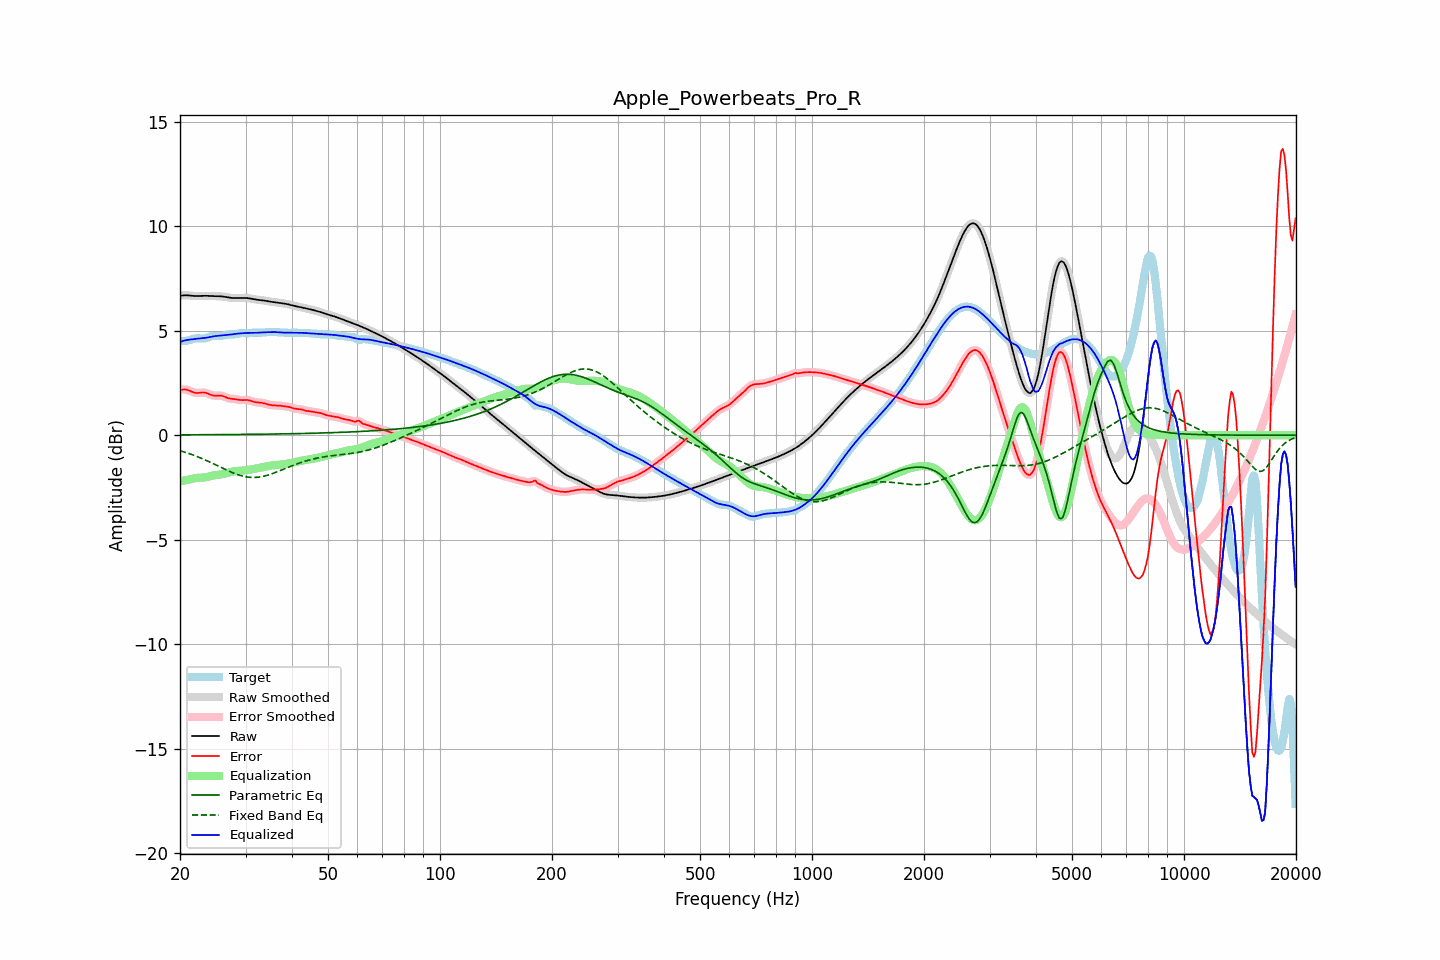 Apple_Powerbeats_Pro_R
Amplitude (dBr)
15
10
5
0
−5
−10
−15
−20
Target
Raw Smoothed
Error Smoothed
Raw
Error
Equalization
Parametric Eq
Fixed Band Eq
Equalized
20 50 100 200 500 1000 2000 5000 10000 20000
Frequency (Hz)